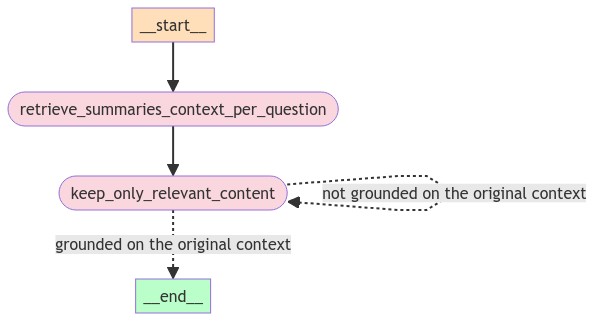 __start__
retrieve_summaries_context_per_question
keep_only_relevant_content
not grounded on the original context
grounded on the original context
__end__